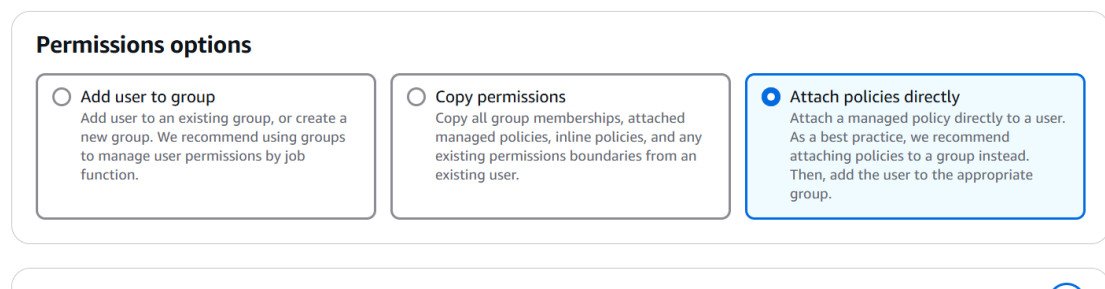 Permissions options
Add user to group
Add user to an existing group, or create a
new group. We recommend using groups
to manage user permissions by job
function.
Copy permissions
Copy all group memberships, attached
managed policies, inline policies, and any
existing permissions boundaries from an
existing user.
Attach policies directly
Attach a managed policy directly to a user.
As a best practice, we recommend
attaching policies to a group instead.
Then, add the user to the appropriate
group.